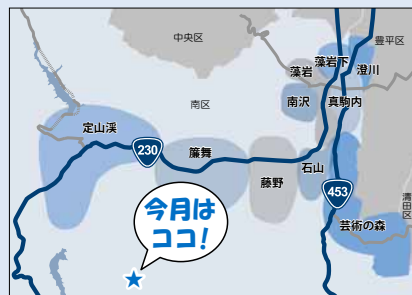 中央区
豊平区
藻岩下
藻岩
澄川
南区
南沢
真駒内
定山渓
230
簾舞
石山
藤野
453
清田区
今月は
ココ!
芸術の森